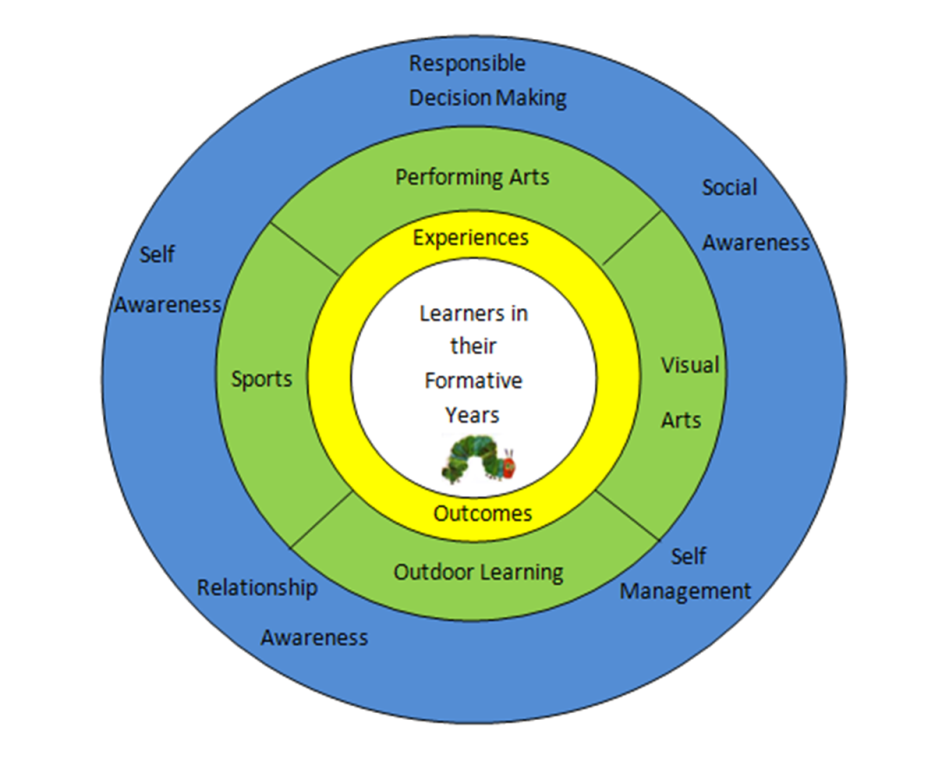 Responsible
Decision Making
Performing Arts
Social
Awareness
Experiences
Self
Awareness
Learners in
their
Formative
Years
Sports
Visual
Arts
Outcomes
Outdoor Learning
Self
Management
Relationship
Awareness